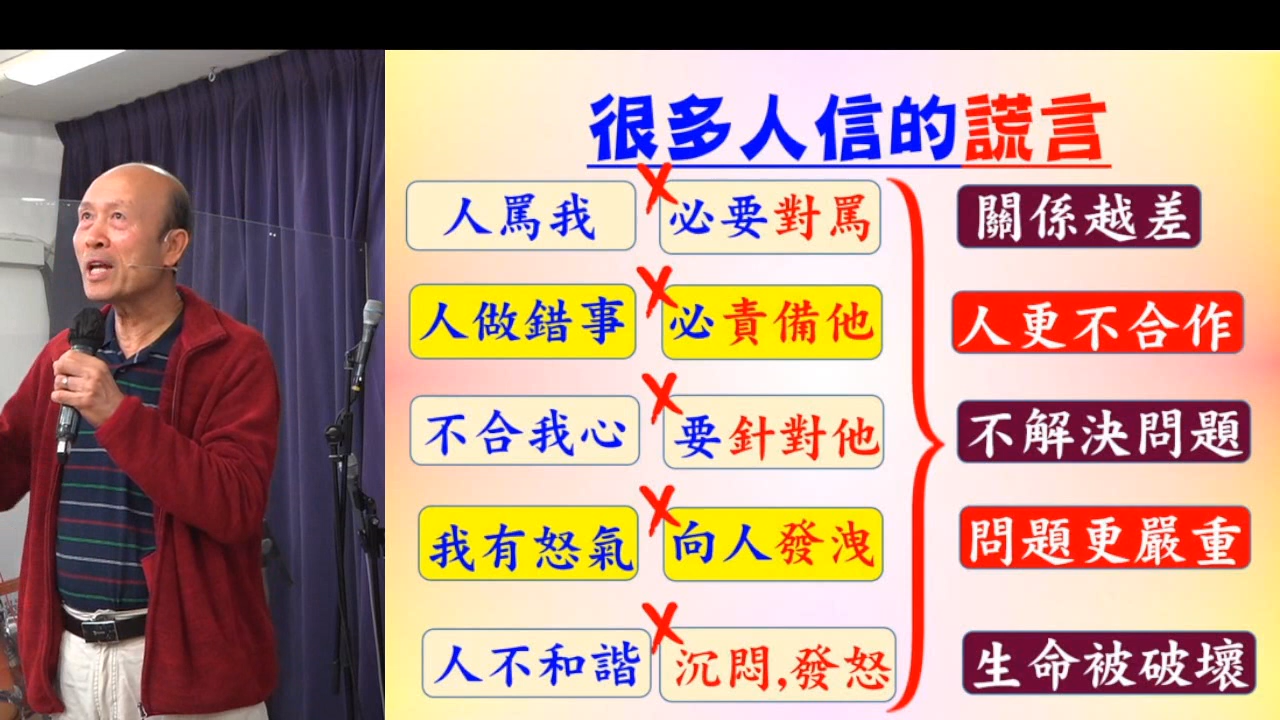 很多人信的謊言
人罵我 必要對罵 關係越差
人做錯事 必責備他 人更不合作
不合我心 要針對他 不解決問題
我有怒氣 向人發洩 問題更嚴重
人不和諧 沉悶,發怒 生命被破壞